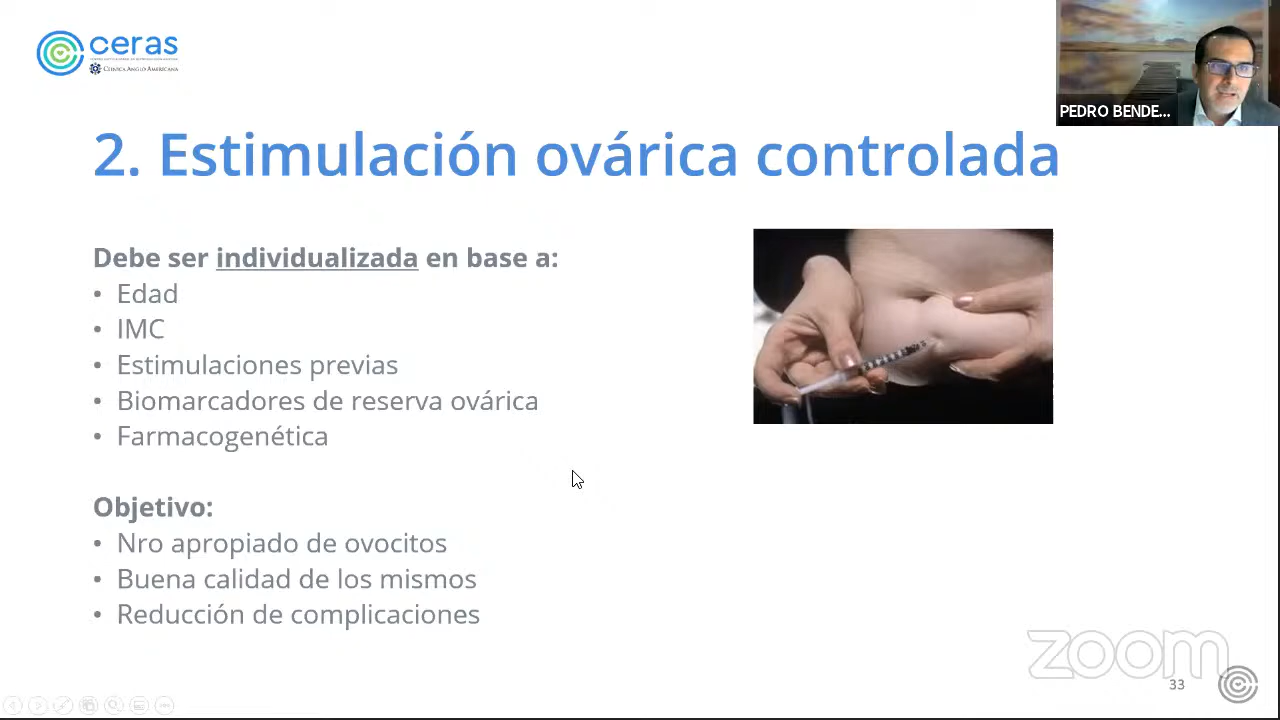 ceras
CLINICA ANGLO AMERICANA
PEDRO BENDE...
2. Estimulación ovárica controlada
Debe ser individualizada en base a:
• Edad
• IMC
• Estimulaciones previas
• Biomarcadores de reserva ovárica
• Farmacogenética
Objetivo:
• Nro apropiado de ovocitos
• Buena calidad de los mismos
• Reducción de complicaciones
zoom
33